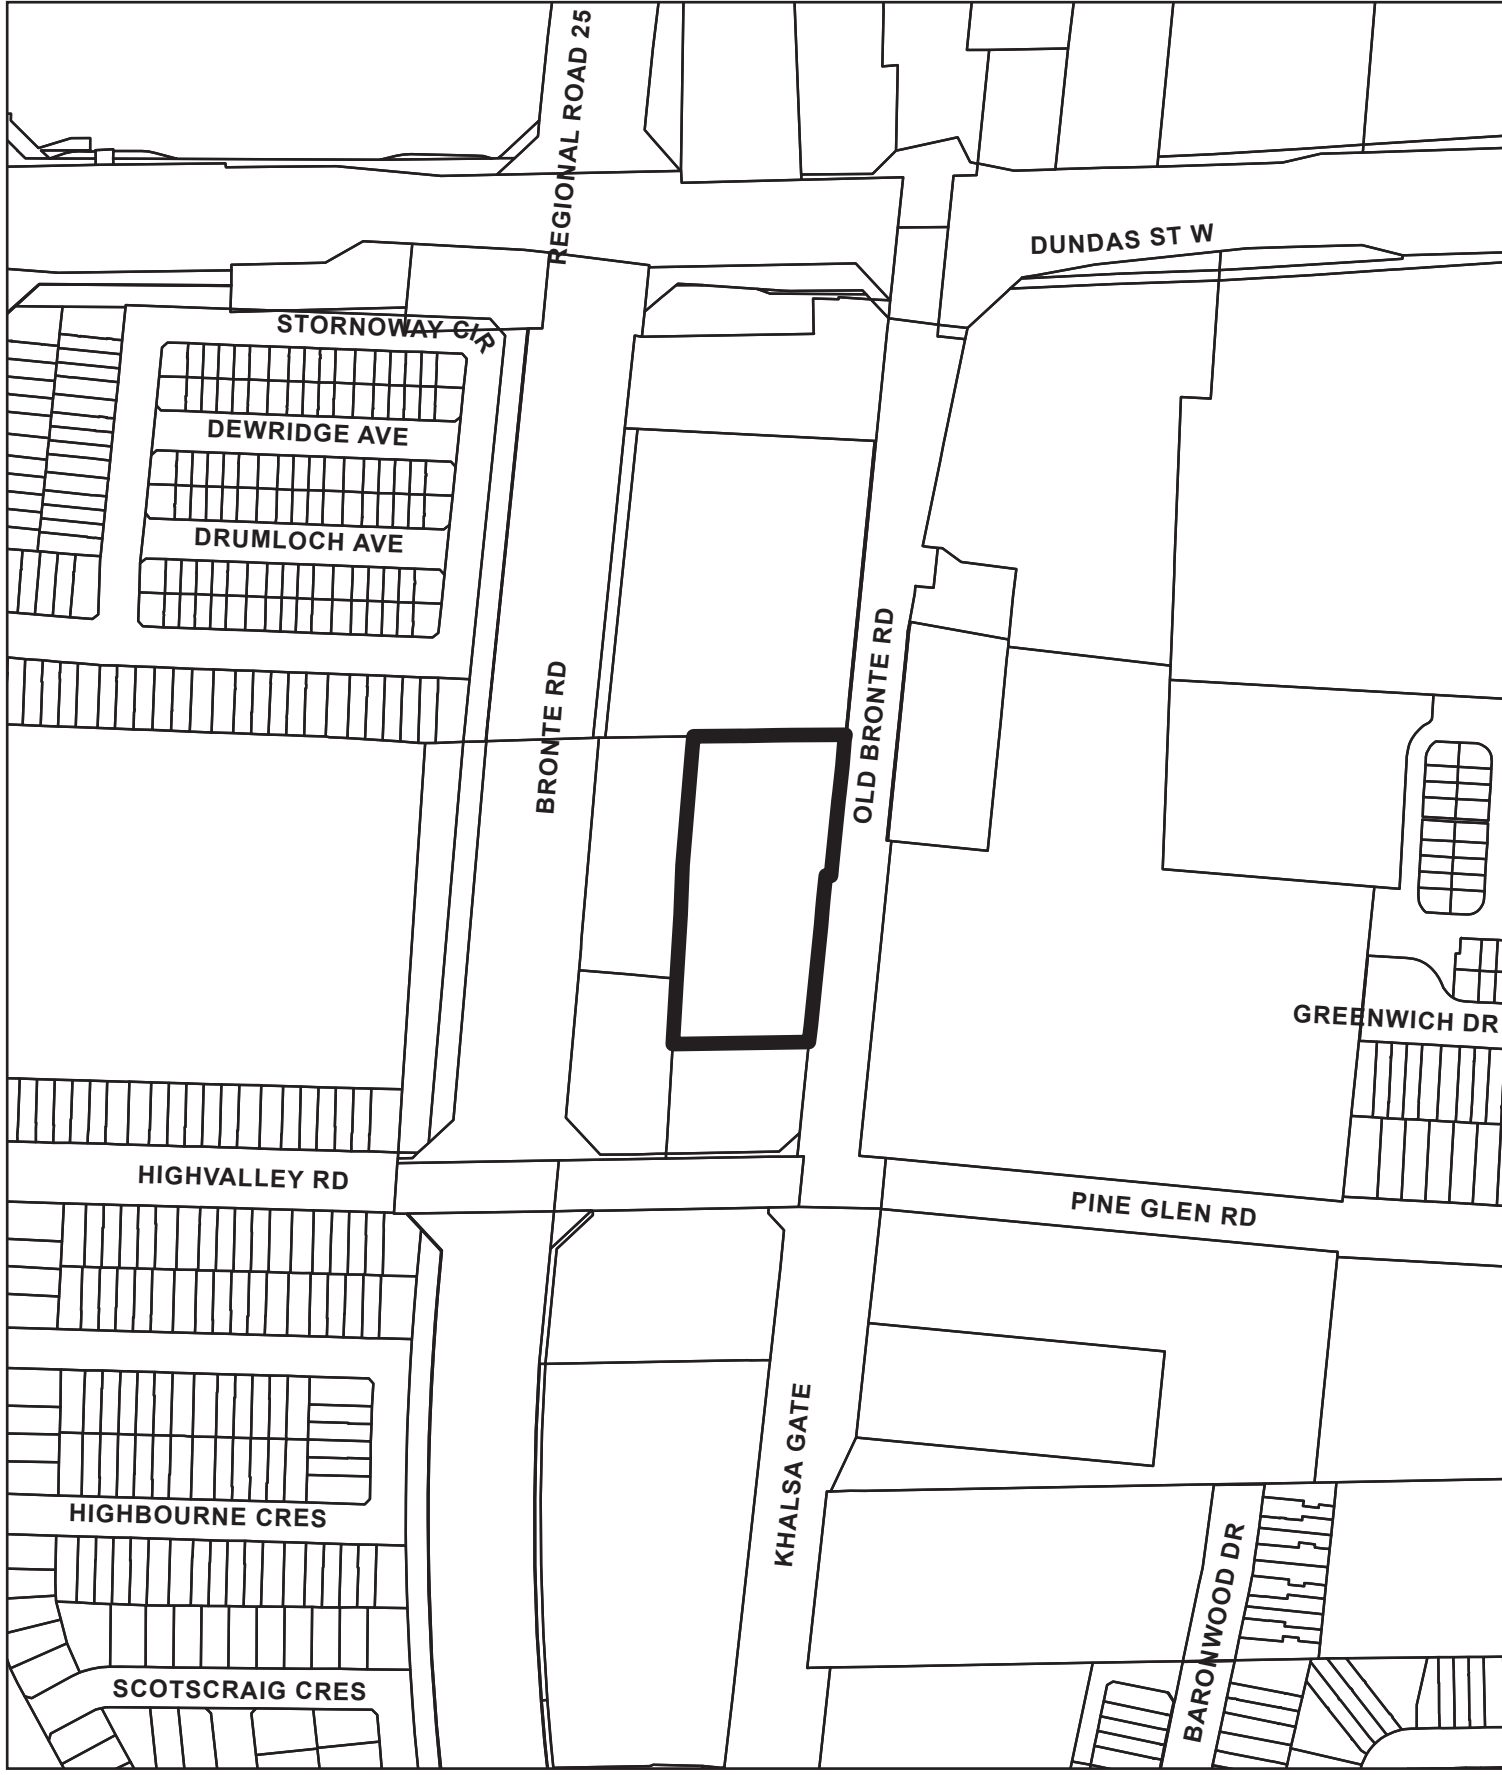 REGIONAL ROAD 25
DUNDAS ST W
STORNOWAY CIR
DEWRIDGE AVE
DRUMLOCH AVE
BRONTE RD
OLD BRONTE RD
GREENWICH DR
HIGHVALLEY RD
PINE GLEN RD
KHALSA GATE
HIGHBOURNE CRES
BARONWOOD DR
SCOTSCRAIG CRES